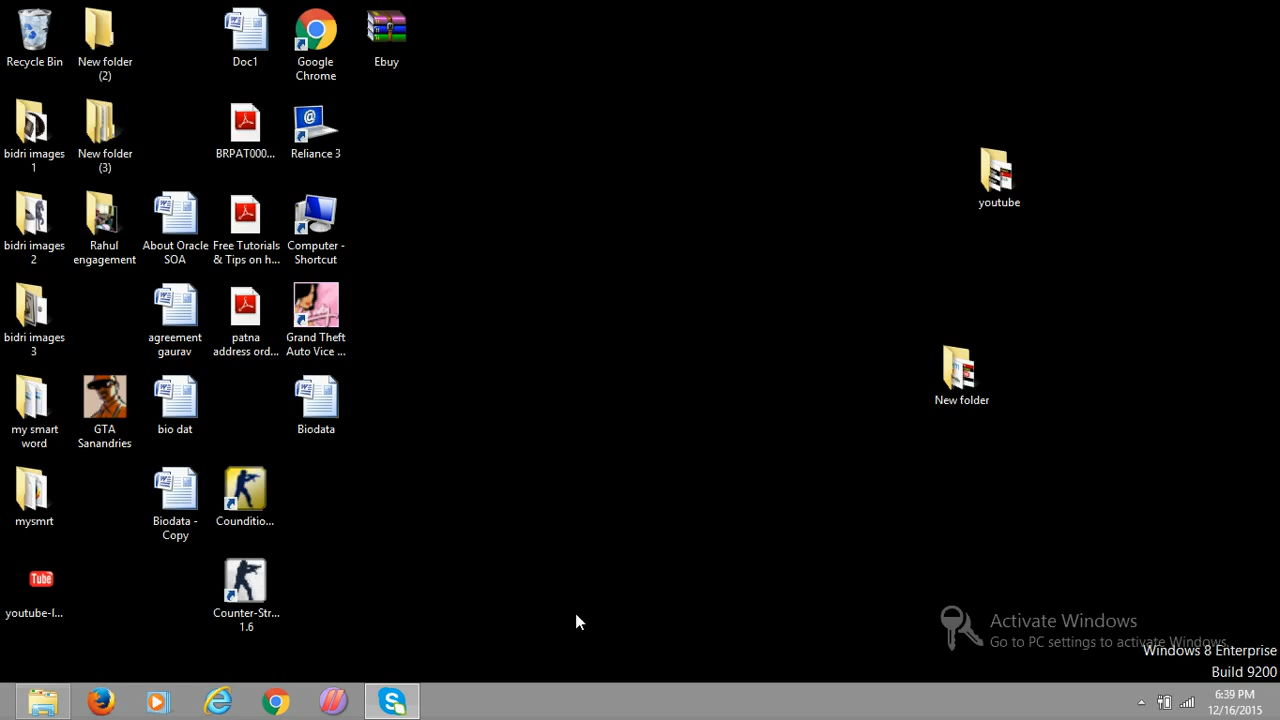 Recycle Bin
New folder
(2)
Doc1
Google
Chrome
Ebuy
bidri images
1
New folder
(3)
BRPAT000...
Reliance 3
youtube
bidri images
2
Rahul
engagement
About Oracle
SOA
Free Tutorials
& Tips on h...
Computer -
Shortcut
bidri images
3
agreement
gaurav
patna
address ord...
Grand Theft
Auto Vice ...
New folder
my smart
word
GTA
Sanandries
bio dat
Biodata
mysmrt
Biodata -
Copy
Counditio...
youtube-l...
Tube
Counter-Str...
1.6
Activate Windows
Go to PC settings to activate Windows.
Windows 8 Enterprise
Build 9200
6:39 PM
12/16/2015